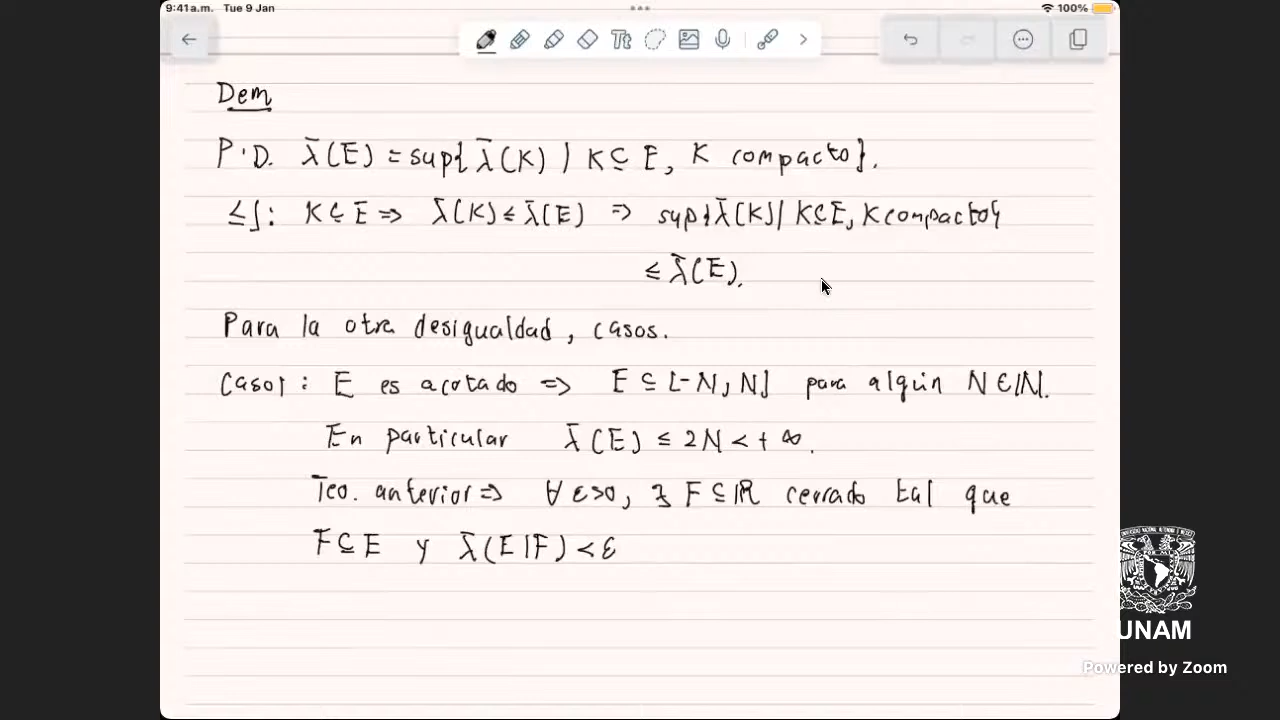 9:41a.m. Tue 9 Jan
100%
Dem
P.D. λ̄(E) = sup{ λ̄(K) | K⊆E, K compacto}.
≤]: K⊆E ⇒ λ̄(K) ≤ λ̄(E) ⇒ sup{λ̄(K)| K⊆E, K compacto}
≤ λ̄(E).
Para la otra desigualdad, casos.
Caso 1: E es acotado ⇒ E ⊆ [-N, N] para algún N∈ℕ.
En particular λ̄(E) ≤ 2N < +∞.
Teo. anterior ⇒ ∀ε>0, ∃ F⊆ℝ cerrado tal que
F⊆E y λ̄(E\F) < ε
UNAM
Powered by Zoom